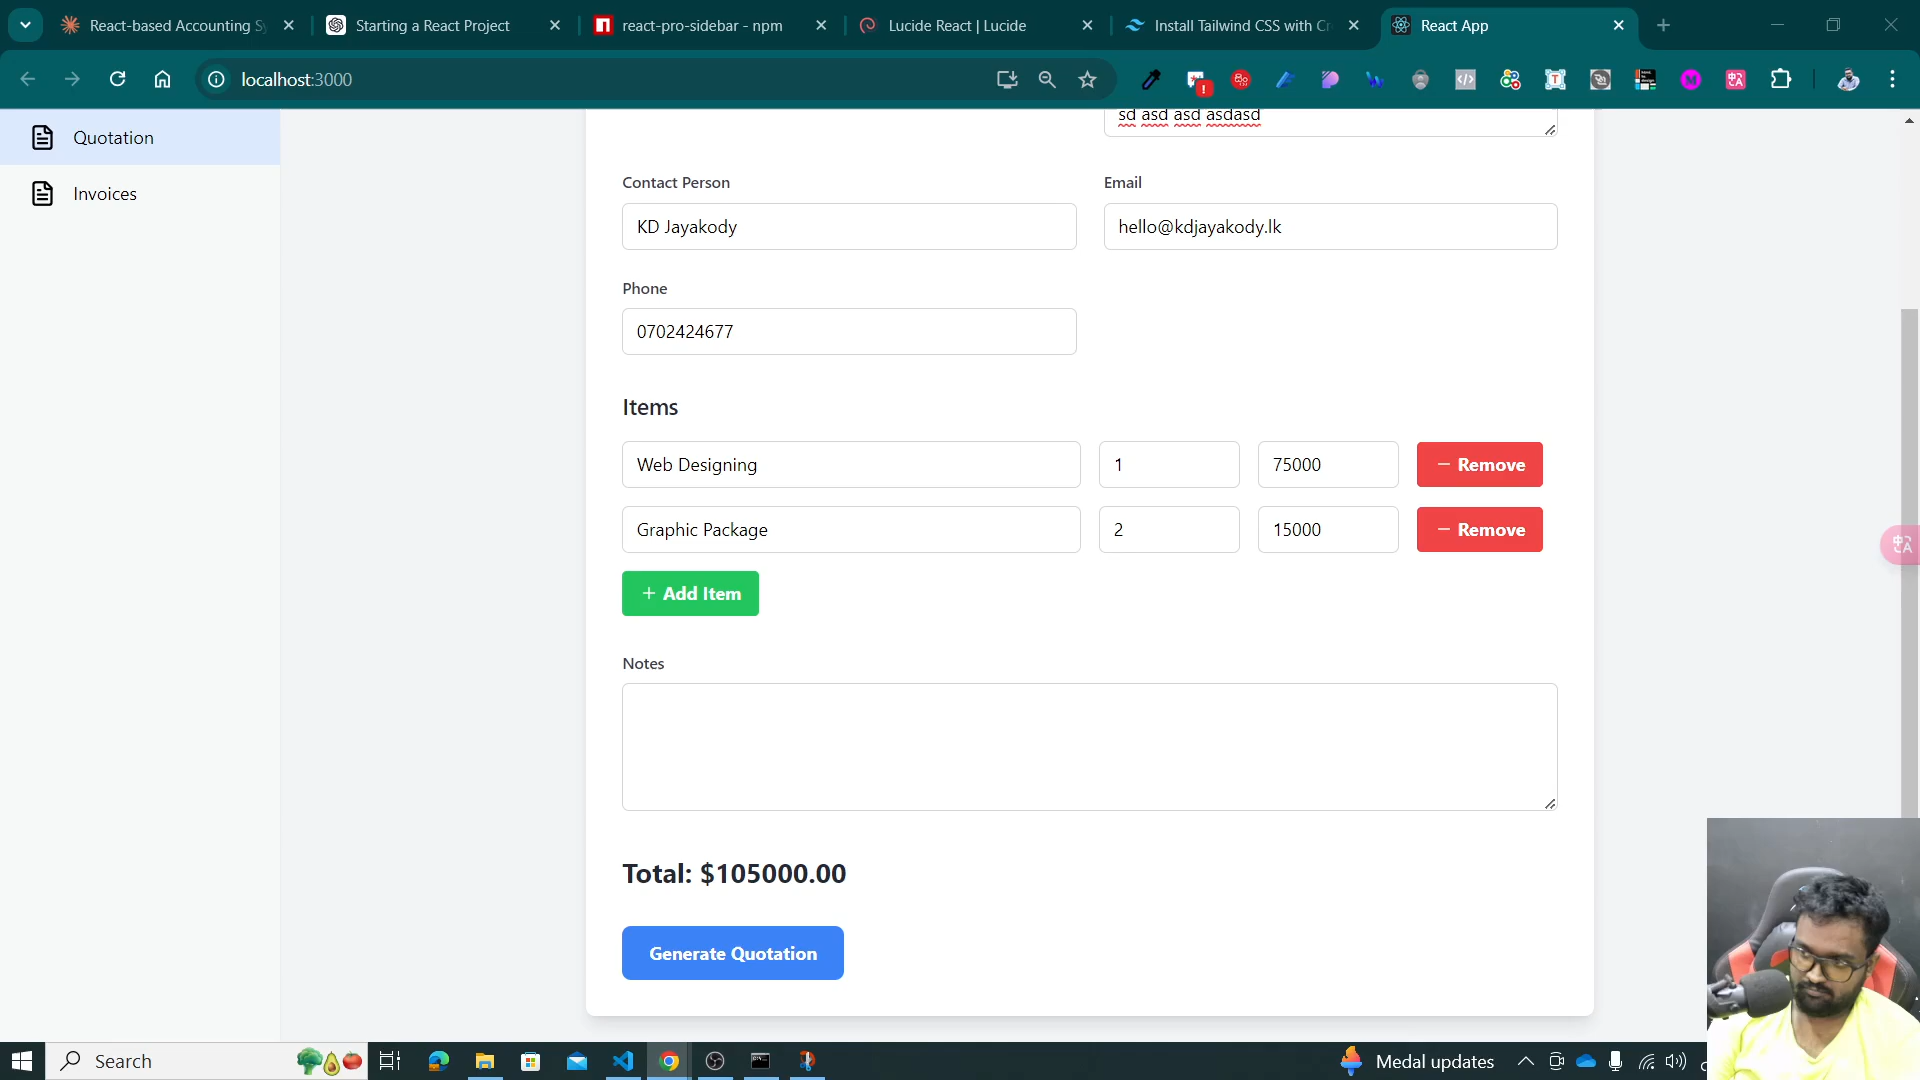 React-based Accounting Sy
Starting a React Project
react-pro-sidebar - npm
Lucide React | Lucide
Install Tailwind CSS with Cr
React App
localhost:3000
Quotation
Invoices
sd asd asd asdasd
Contact Person
Email
KD Jayakody
hello@kdjayakody.lk
Phone
0702424677
Items
Web Designing
1
75000
− Remove
Graphic Package
2
15000
− Remove
+ Add Item
Notes
Total: $105000.00
Generate Quotation
Search
Medal updates